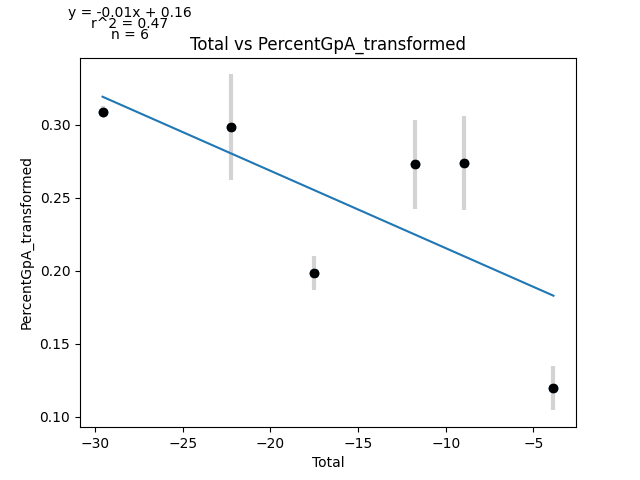 y = -0.01x + 0.16
r^2 = 0.47
n = 6
Total vs PercentGpA_transformed
PercentGpA_transformed
0.30
0.25
0.20
0.15
0.10
−30
−25
−20
−15
−10
−5
Total